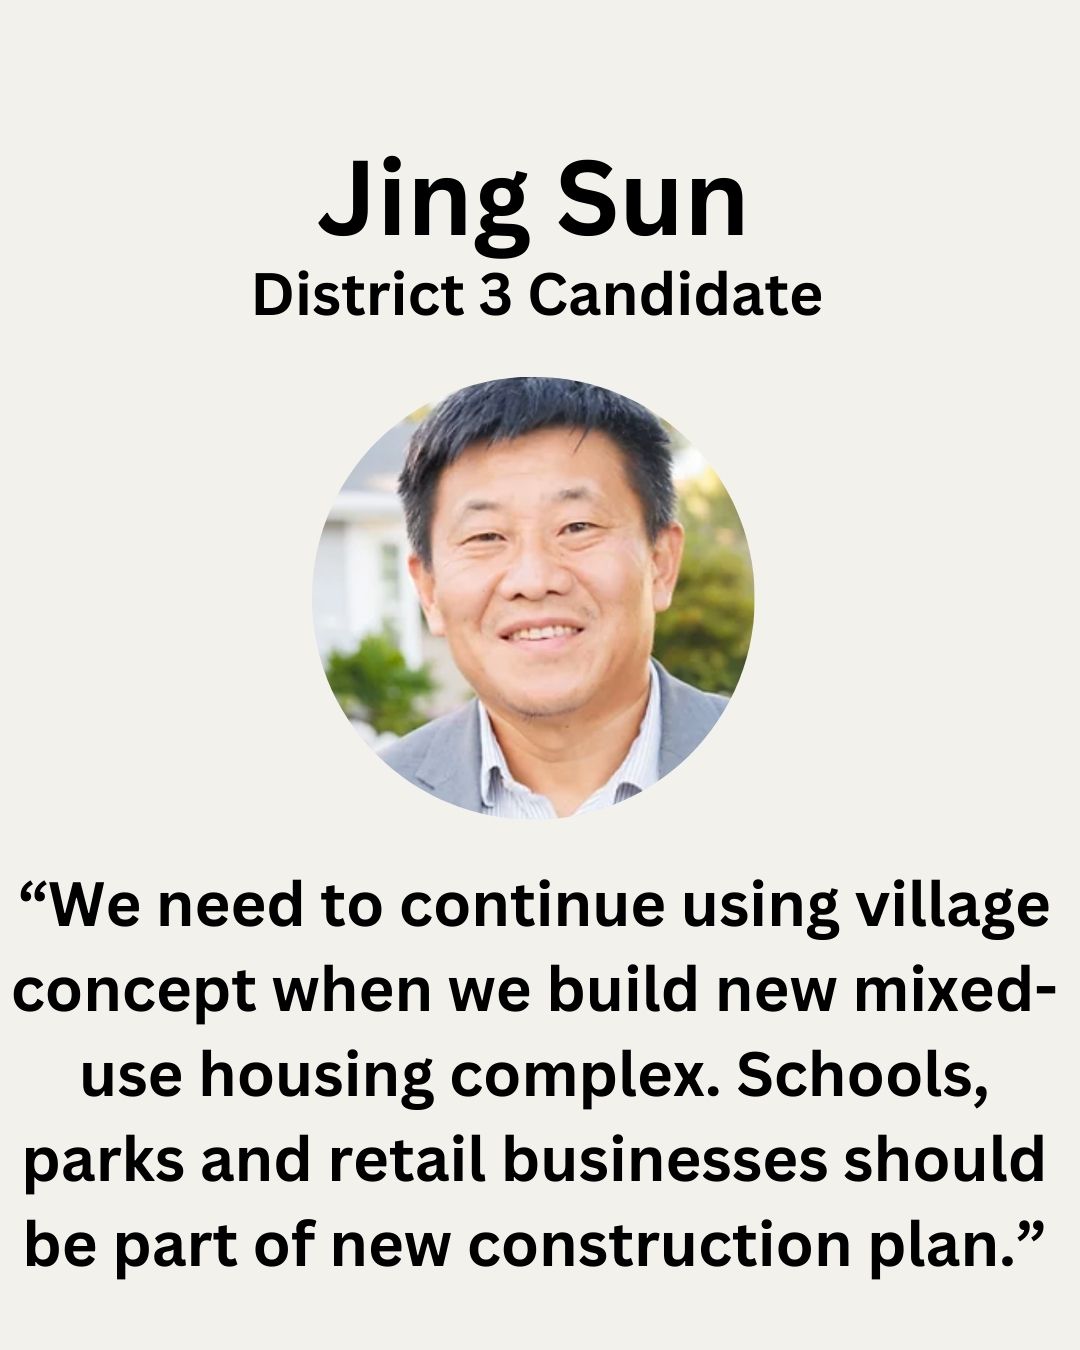 Jing Sun
District 3 Candidate
“We need to continue using village
concept when we build new mixed-
use housing complex. Schools,
parks and retail businesses should
be part of new construction plan.”